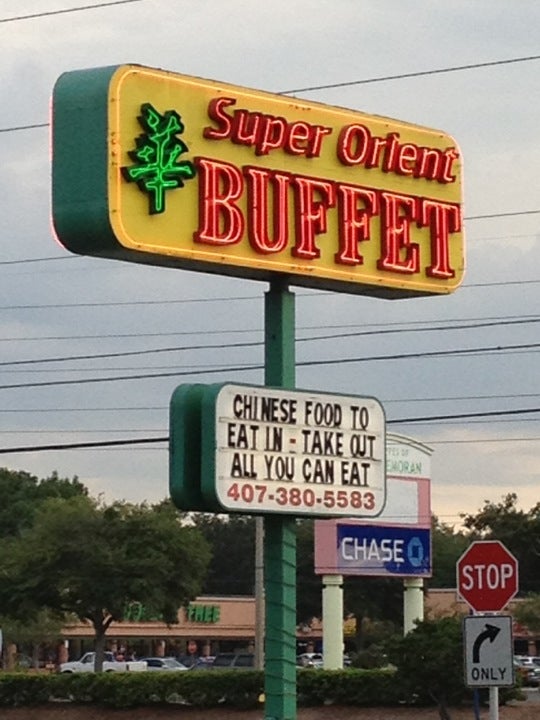 Super Orient
BUFFET
CHINESE FOOD TO
EAT IN - TAKE OUT
ALL YOU CAN EAT
407-380-5583
CHASE
STOP
ONLY
TREE